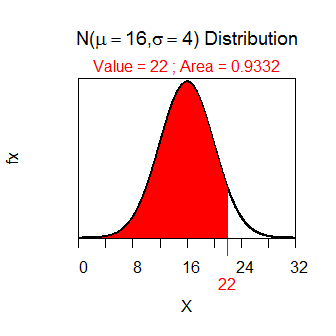 N(μ = 16,σ = 4) Distribution
Value = 22 ; Area = 0.9332
fx
0 8 16 24 32
22
X